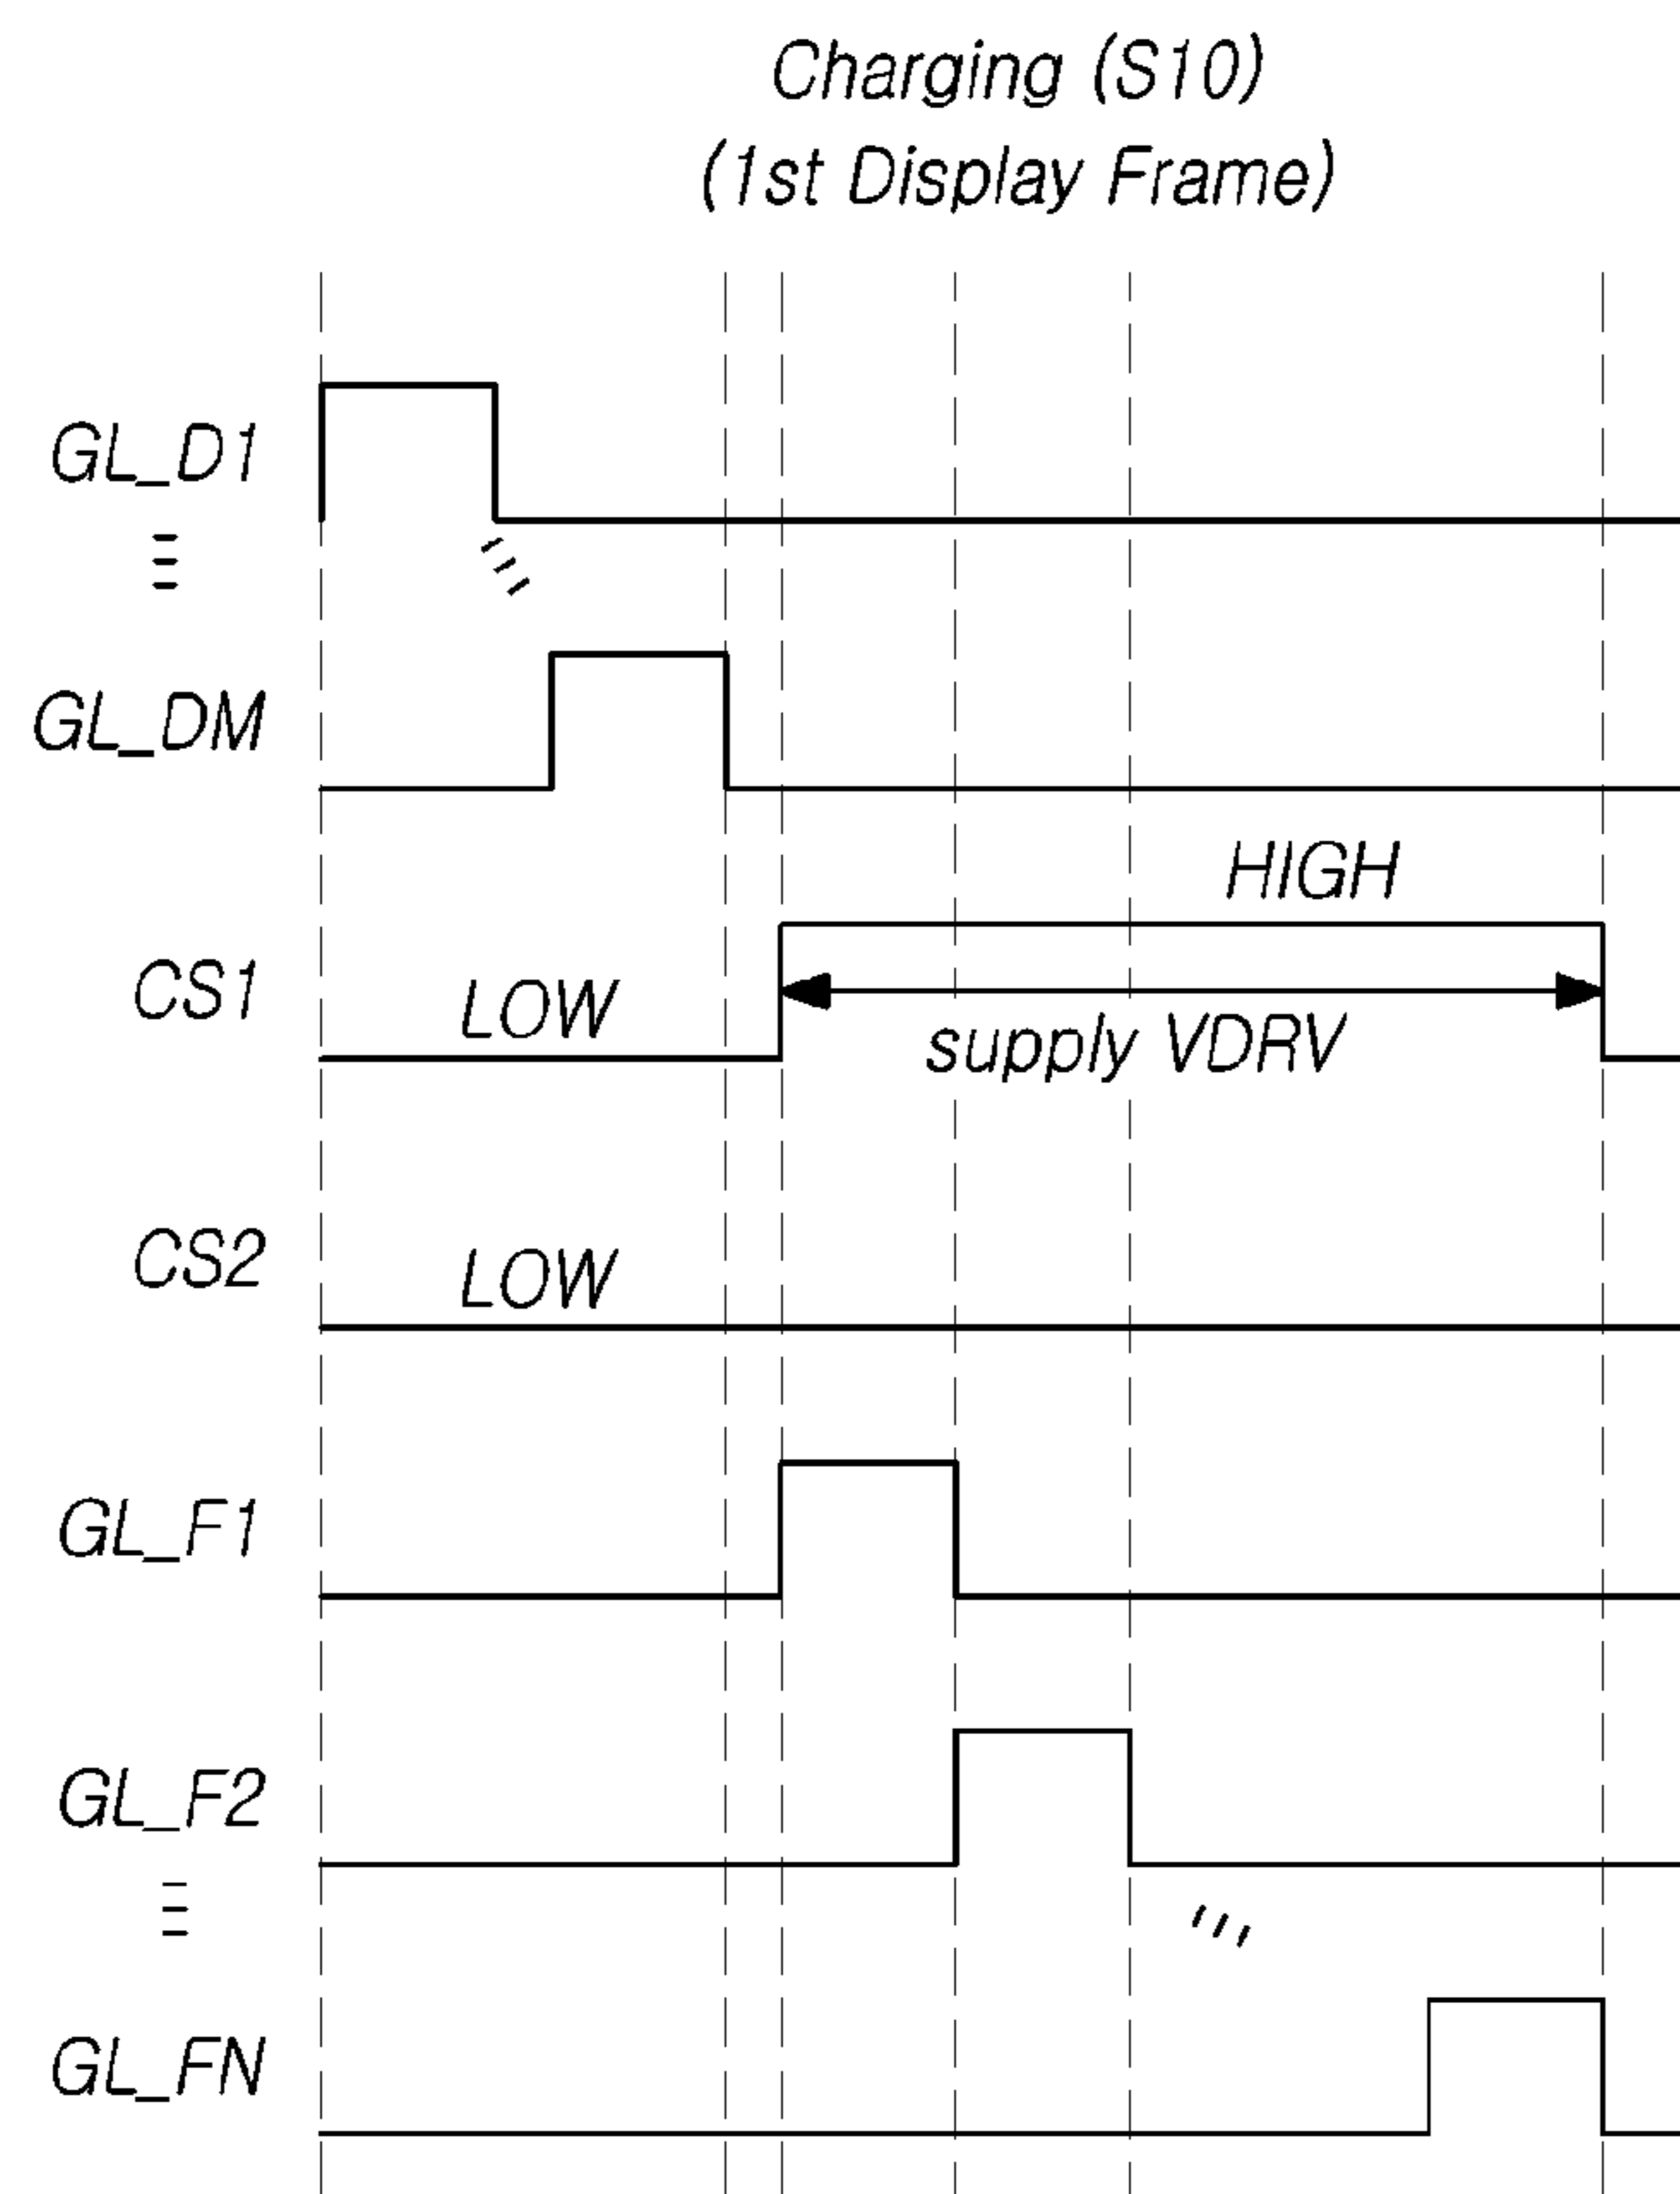 Charging (S10)
(1st Display Frame)
GL_D1
GL_DM
HIGH
CS1
LOW
supply VDRV
CS2
LOW
GL_F1
GL_F2
GL_FN